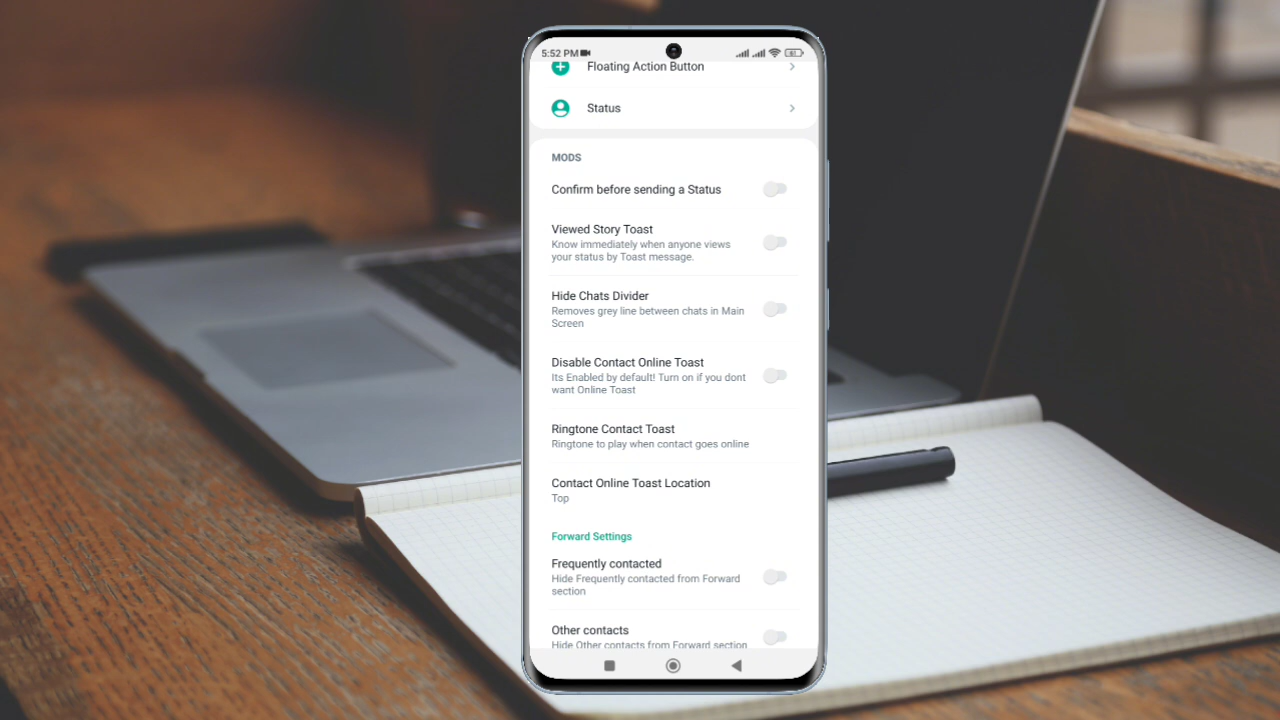 5:52 PM
Floating Action Button
Status
MODS
Confirm before sending a Status
Viewed Story Toast
Know immediately when anyone views
your status by Toast message.
Hide Chats Divider
Removes grey line between chats in Main
Screen
Disable Contact Online Toast
Its Enabled by default! Turn on if you dont
want Online Toast
Ringtone Contact Toast
Ringtone to play when contact goes online
Contact Online Toast Location
Top
Forward Settings
Frequently contacted
Hide Frequently contacted from Forward
section
Other contacts
Hide Other contacts from Forward section